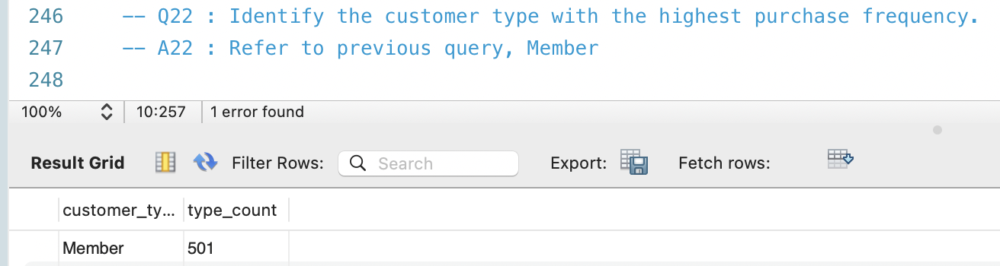 246 -- Q22 : Identify the customer type with the highest purchase frequency.
247 -- A22 : Refer to previous query, Member
248
100% 10:257 1 error found
Result Grid Filter Rows: Search Export: Fetch rows:
customer_ty... type_count
Member 501